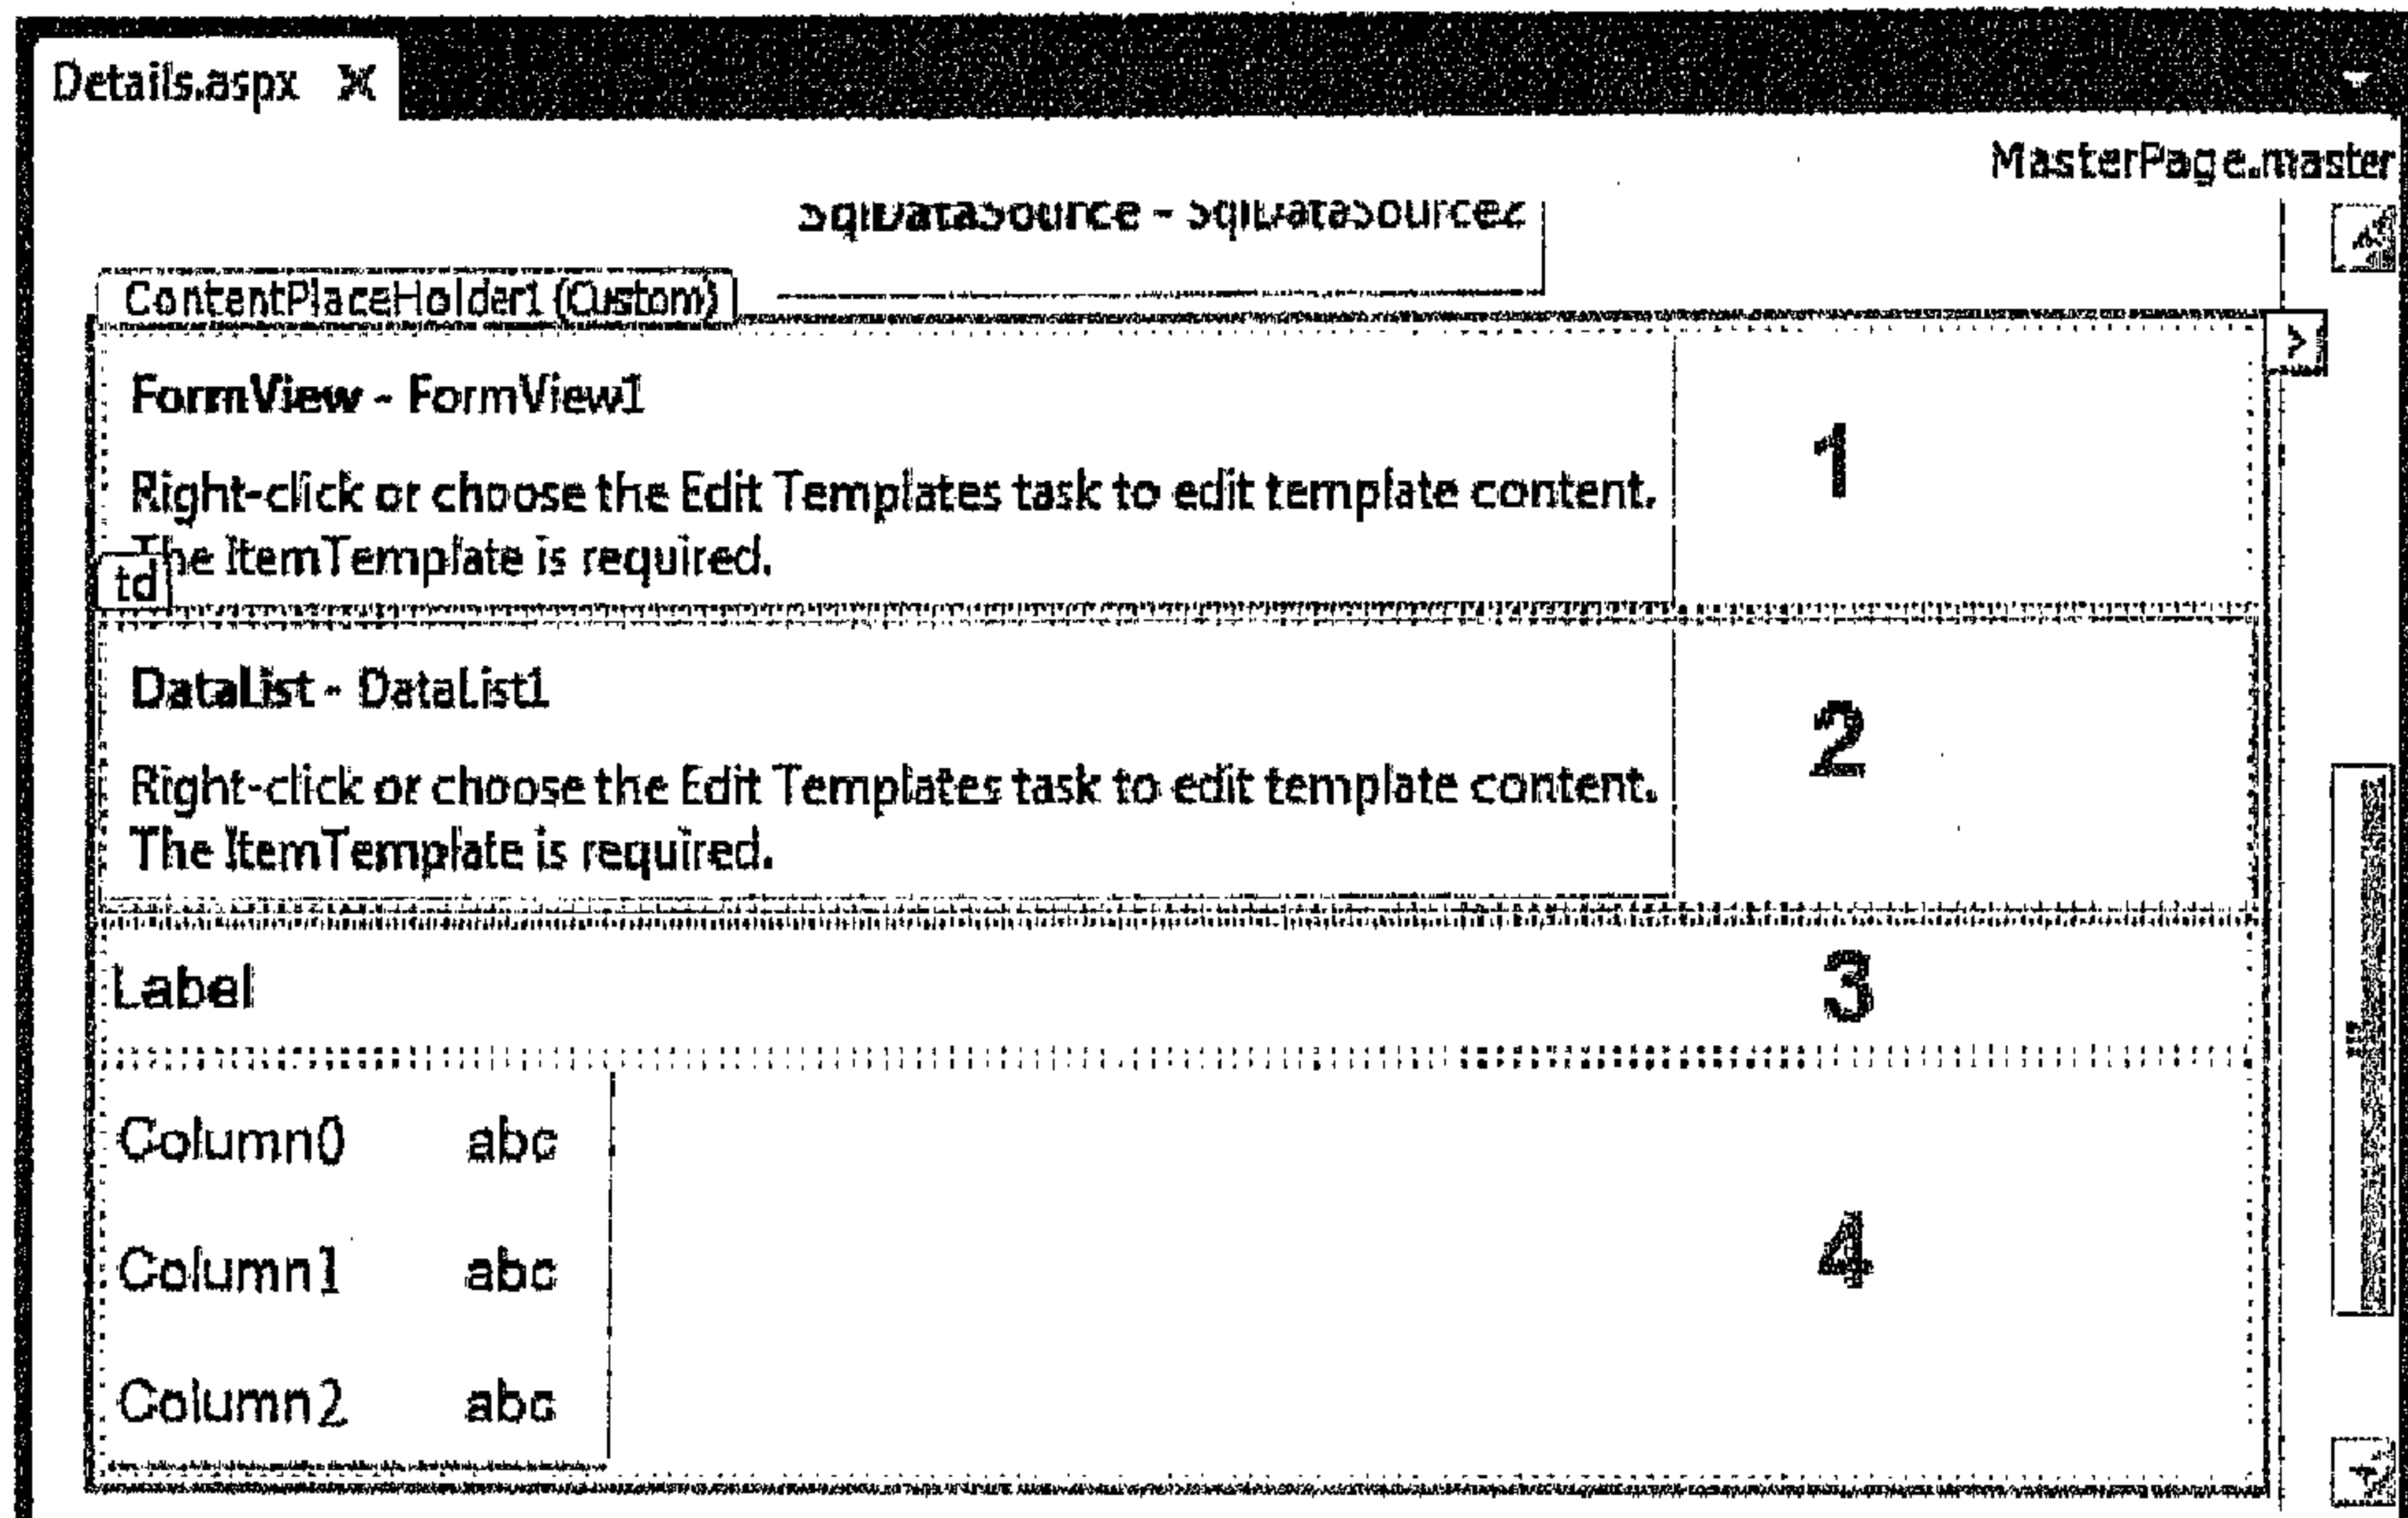 Details.aspx X
MasterPage.master
SqlDataSource - SqlDataSource2
ContentPlaceHolder1 (Custom)
FormView - FormView1
1
Right-click or choose the Edit Templates task to edit template content.
The ItemTemplate is required.
td
DataList - DataList1
2
Right-click or choose the Edit Templates task to edit template content.
The ItemTemplate is required.
Label
3
Column0 abc
Column1 abc
4
Column2 abc